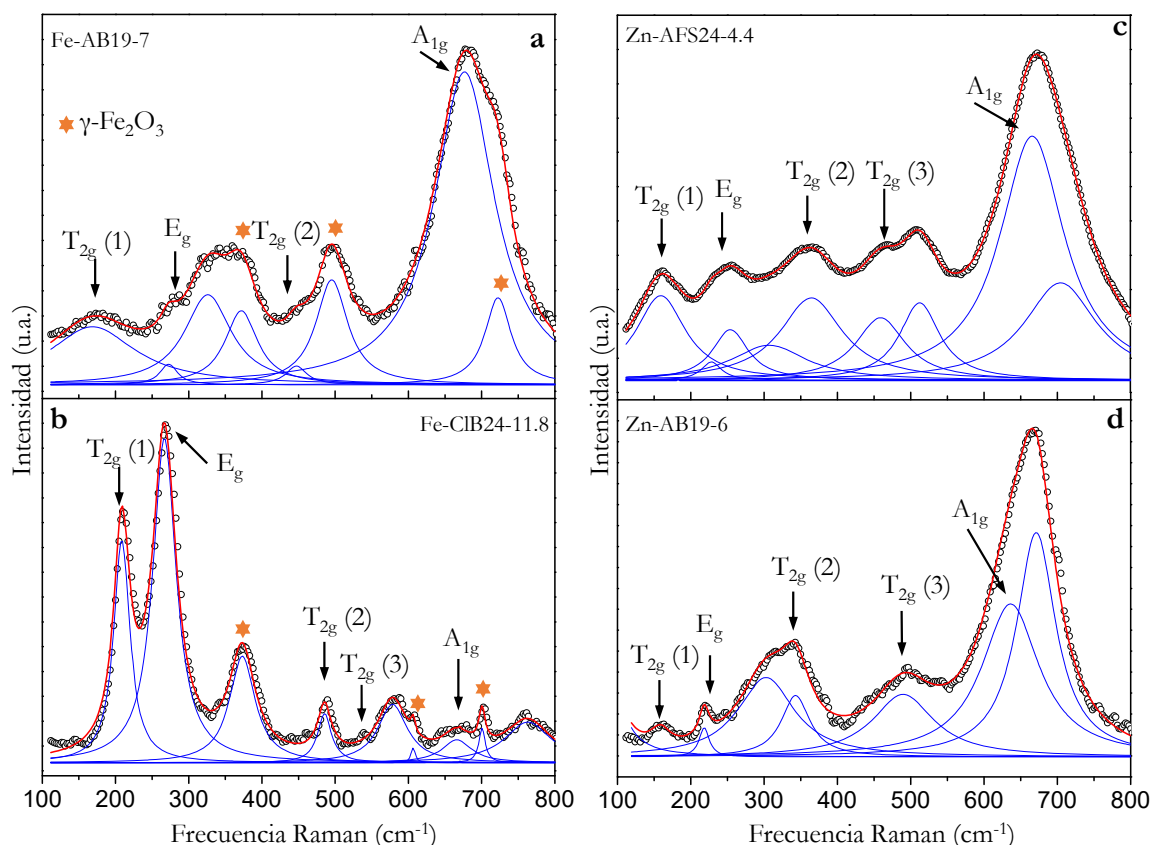 Fe-AB19-7
a
A1g
γ-Fe2O3
T2g (1)
Eg
T2g (2)
Intensidad (u.a.)
b
Fe-ClB24-11.8
T2g (1)
Eg
T2g (2)
T2g (3)
A1g
100 200 300 400 500 600 700 800
Frecuencia Raman (cm-1)
Zn-AFS24-4.4
c
A1g
T2g (1)
Eg
T2g (2)
T2g (3)
Intensidad (u.a.)
Zn-AB19-6
d
A1g
T2g (2)
T2g (3)
Eg
T2g (1)
100 200 300 400 500 600 700 800
Frecuencia Raman (cm-1)